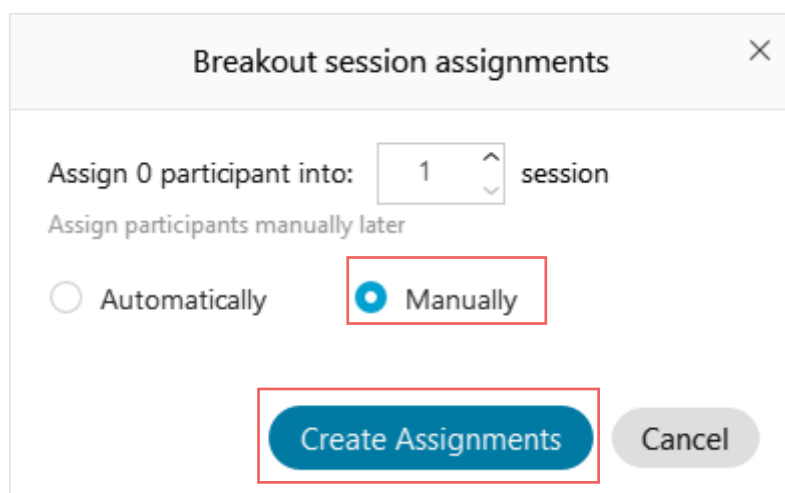 Breakout session assignments
Assign 0 participant into: 1 session
Assign participants manually later
Automatically Manually
Create Assignments Cancel